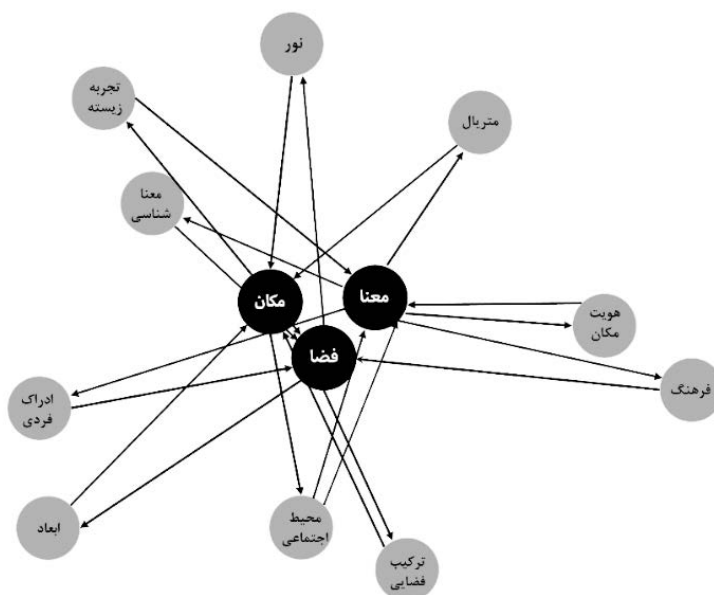 نور
تجربه
زیسته
متریال
معنا
شناسی
مکان
معنا
فضا
هویت
مکان
فرهنگ
ادراک
فردی
ابعاد
محیط
اجتماعی
ترکیب
فضایی